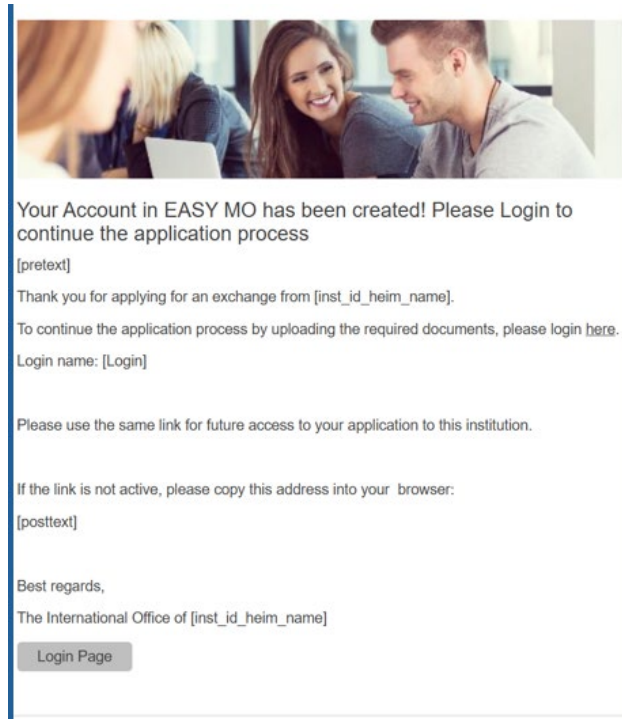 Your Account in EASY MO has been created! Please Login to
continue the application process
[pretext]
Thank you for applying for an exchange from [inst_id_heim_name].
To continue the application process by uploading the required documents, please login here.
Login name: [Login]
Please use the same link for future access to your application to this institution.
If the link is not active, please copy this address into your  browser:
[posttext]
Best regards,
The International Office of [inst_id_heim_name]
Login Page